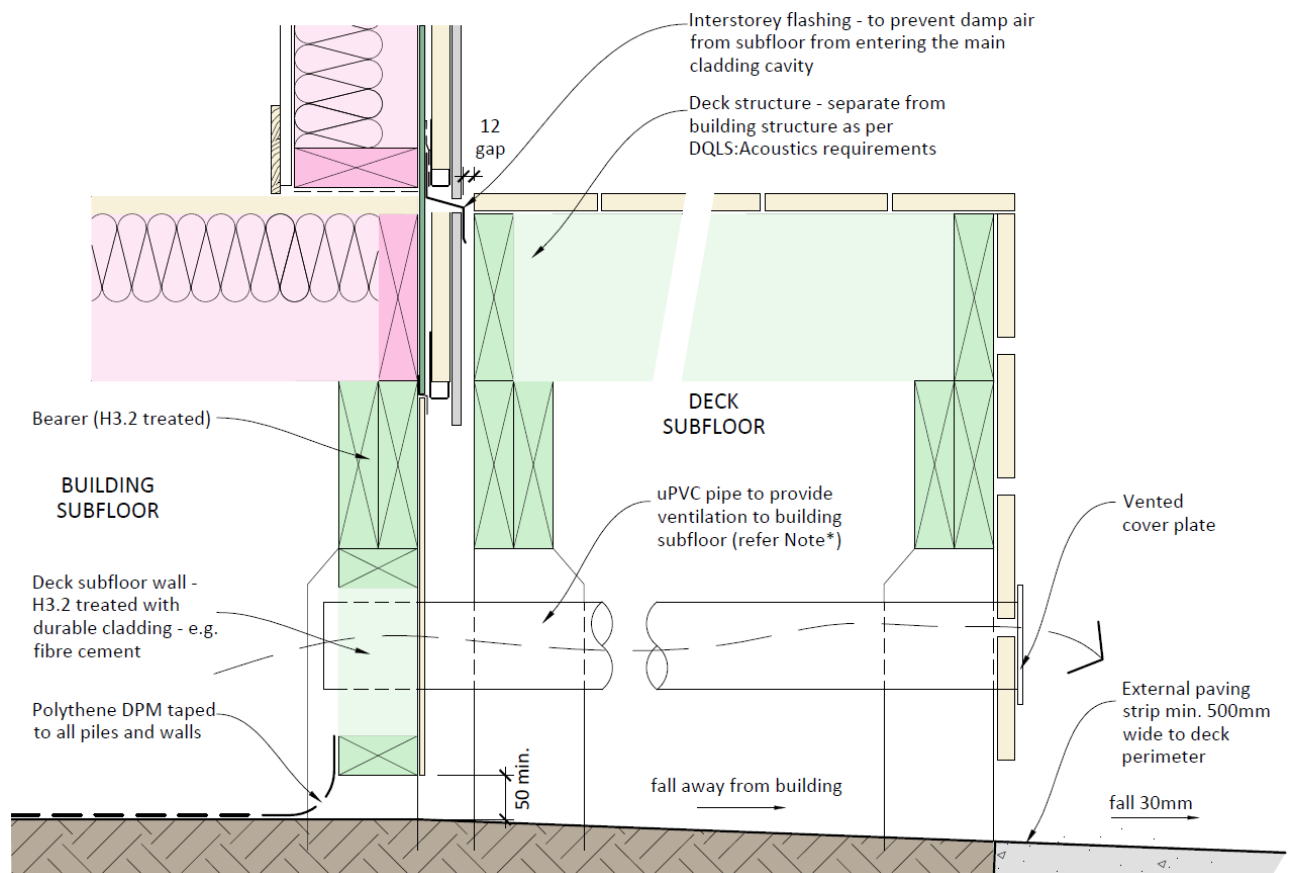 Interstorey flashing - to prevent damp air
from subfloor from entering the main
cladding cavity
Deck structure - separate from
building structure as per
DQLS:Acoustics requirements
12
gap
Bearer (H3.2 treated)
BUILDING
SUBFLOOR
DECK
SUBFLOOR
uPVC pipe to provide
ventilation to building
subfloor (refer Note*)
Vented
cover plate
Deck subfloor wall -
H3.2 treated with
durable cladding - e.g.
fibre cement
Polythene DPM taped
to all piles and walls
50 min.
fall away from building
External paving
strip min. 500mm
wide to deck
perimeter
fall 30mm